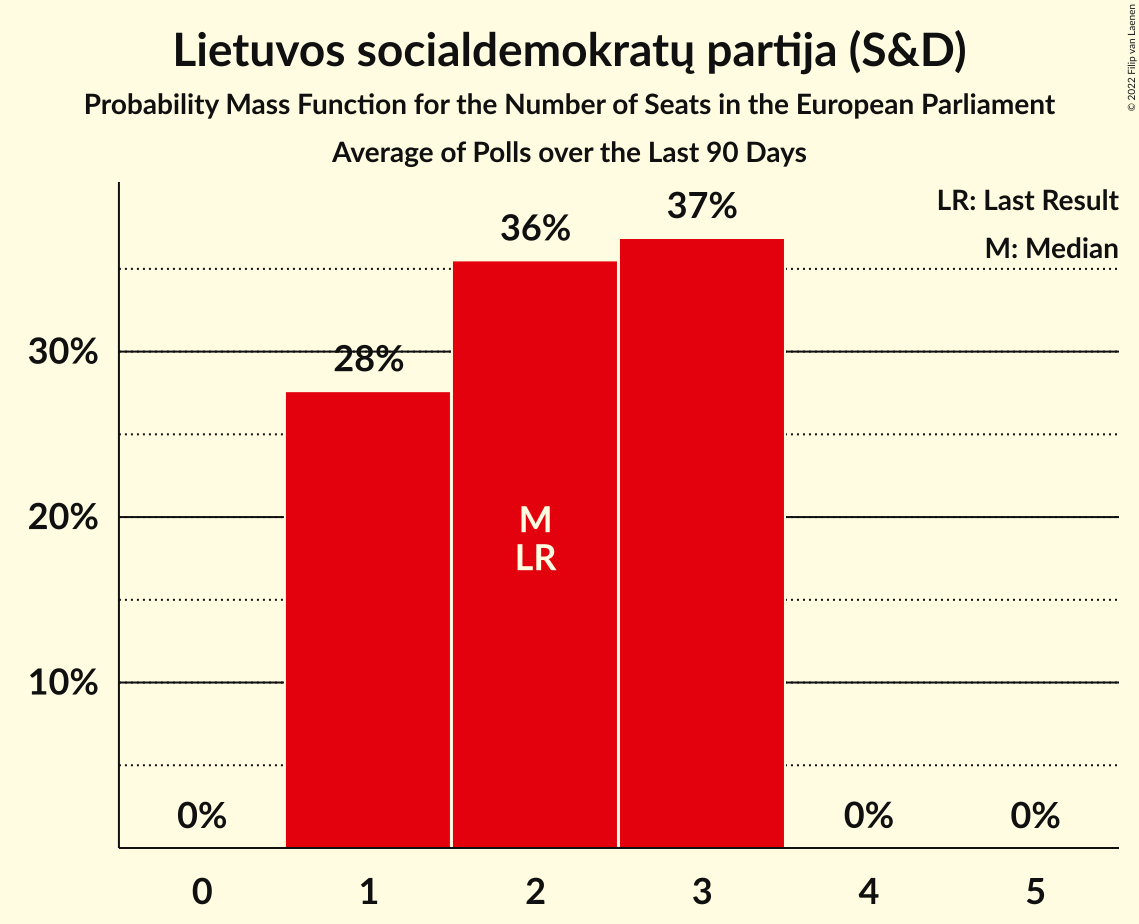 Lietuvos socialdemokratų partija (S&D)
Probability Mass Function for the Number of Seats in the European Parliament
Average of Polls over the Last 90 Days
© 2022 Filip van Laenen
LR: Last Result
M: Median
37%
36%
28%
30%
20%
10%
M
LR
0%
0%
0%
0
1
2
3
4
5